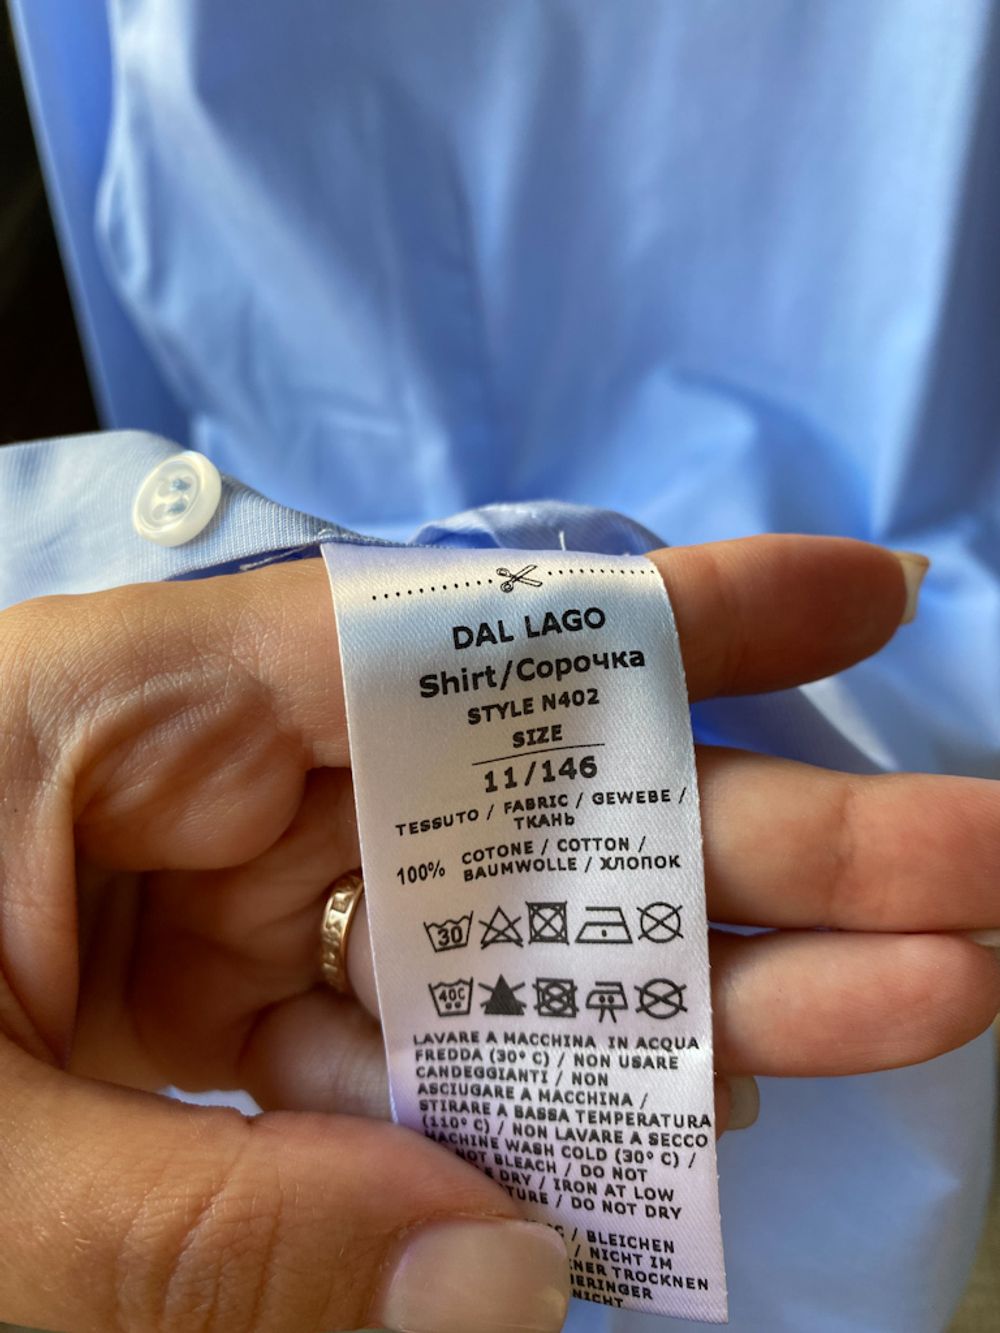 DAL LAGO
Shirt/Сорочка
STYLE N402
SIZE
11/146
TESSUTO / FABRIC / GEWEBE /
ТКАНЬ
100% COTONE / COTTON /
BAUMWOLLE / ХЛОПОК
30
40C
LAVARE A MACCHINA IN ACQUA
FREDDA (30° C) / NON USARE
CANDEGGIANTI / NON
ASCIUGARE A MACCHINA /
STIRARE A BASSA TEMPERATURA
(110° C) / NON LAVARE A SECCO
MACHINE WASH COLD (30° C) /
NOT BLEACH / DO NOT
DRY / IRON AT LOW
/ DO NOT DRY
/ BLEICHEN
/ NICHT IM
TROCKNEN
NICHT